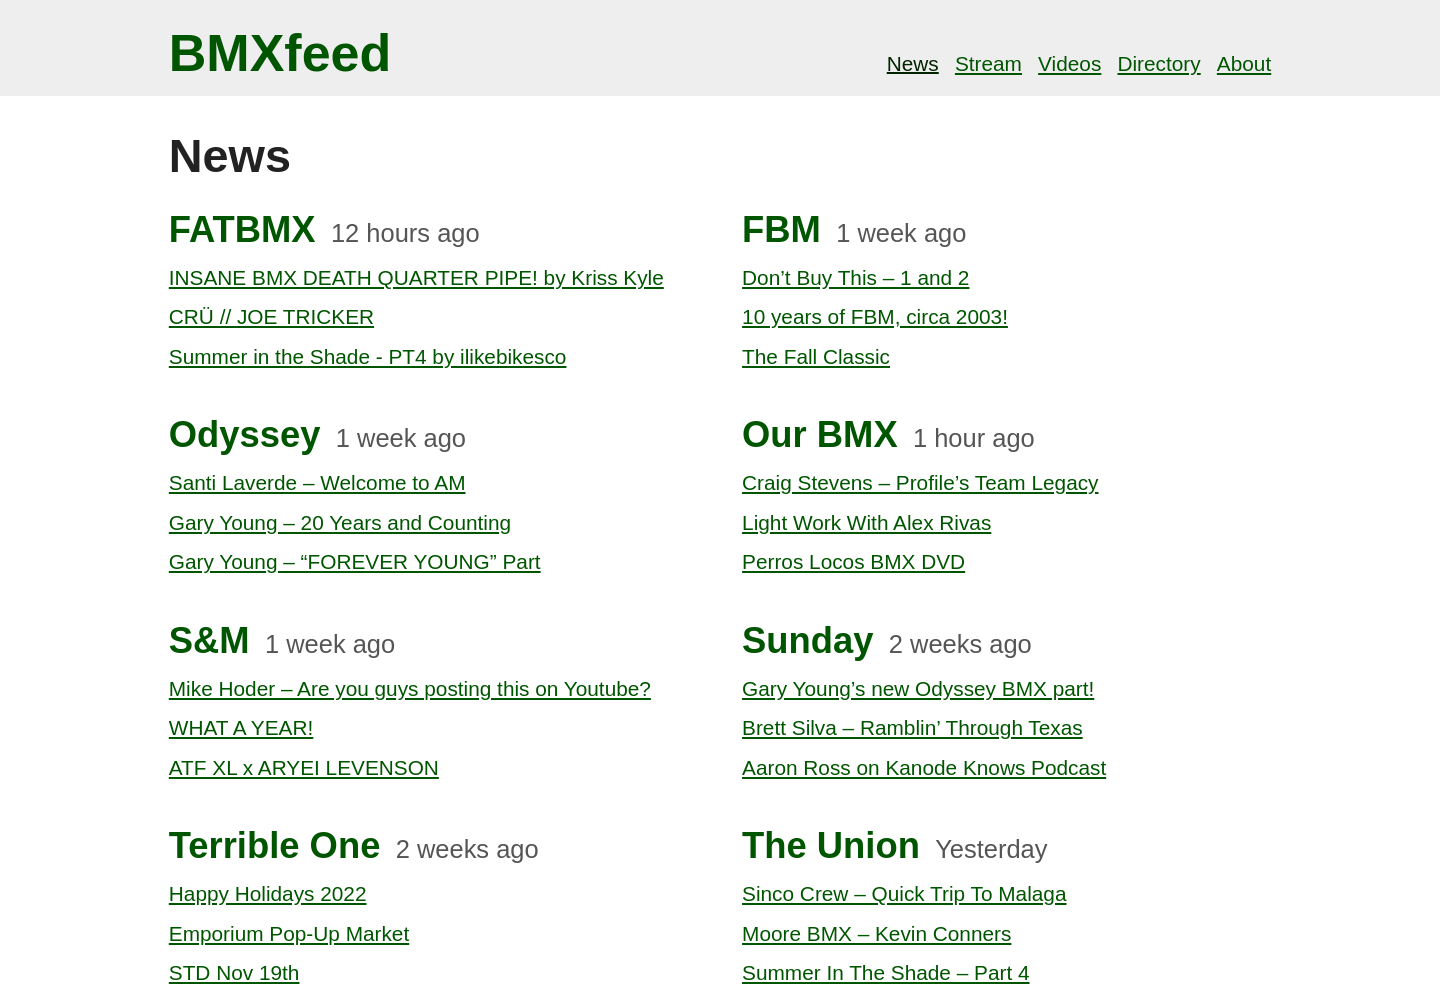 BMXfeed
News Stream Videos Directory About
News
FATBMX 12 hours ago
INSANE BMX DEATH QUARTER PIPE! by Kriss Kyle
CRÜ // JOE TRICKER
Summer in the Shade - PT4 by ilikebikesco
FBM 1 week ago
Don’t Buy This – 1 and 2
10 years of FBM, circa 2003!
The Fall Classic
Odyssey 1 week ago
Santi Laverde – Welcome to AM
Gary Young – 20 Years and Counting
Gary Young – “FOREVER YOUNG” Part
Our BMX 1 hour ago
Craig Stevens – Profile’s Team Legacy
Light Work With Alex Rivas
Perros Locos BMX DVD
S&M 1 week ago
Mike Hoder – Are you guys posting this on Youtube?
WHAT A YEAR!
ATF XL x ARYEI LEVENSON
Sunday 2 weeks ago
Gary Young’s new Odyssey BMX part!
Brett Silva – Ramblin’ Through Texas
Aaron Ross on Kanode Knows Podcast
Terrible One 2 weeks ago
Happy Holidays 2022
Emporium Pop-Up Market
STD Nov 19th
The Union Yesterday
Sinco Crew – Quick Trip To Malaga
Moore BMX – Kevin Conners
Summer In The Shade – Part 4